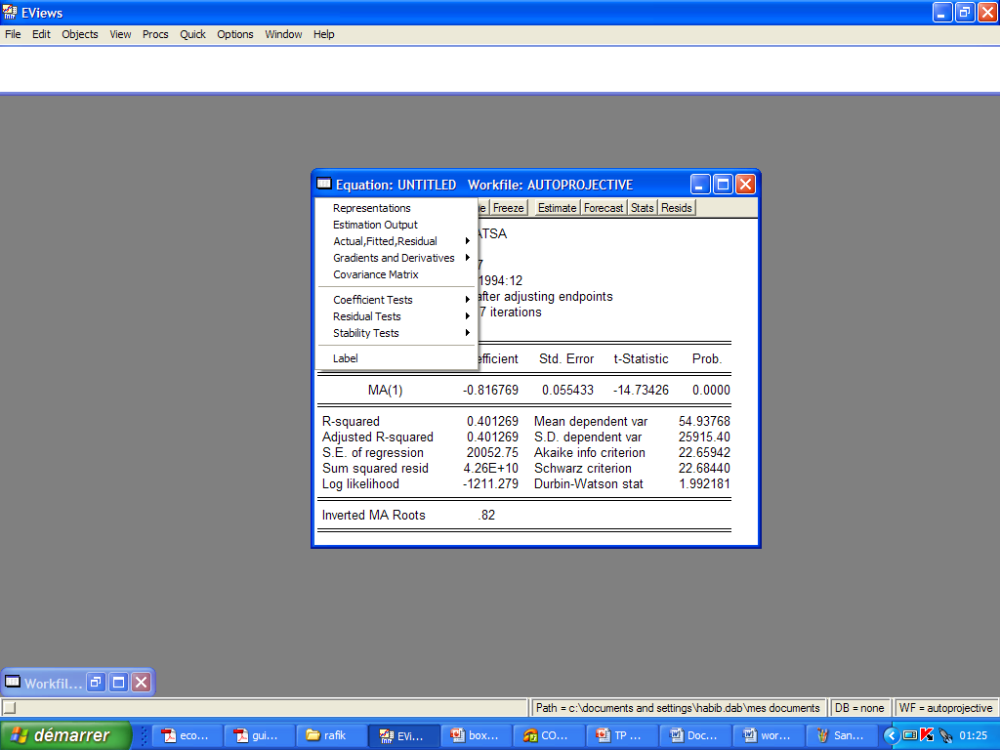 EViews
File Edit Objects View Procs Quick Options Window Help
Equation: UNTITLED Workfile: AUTOPROJECTIVE
Freeze Estimate Forecast Stats Resids
Representations
Estimation Output
Actual,Fitted,Residual
Gradients and Derivatives
Covariance Matrix
Coefficient Tests
Residual Tests
Stability Tests
Label
ATSA
7
1994:12
after adjusting endpoints
7 iterations
efficient Std. Error t-Statistic Prob.
MA(1) -0.816769 0.055433 -14.73426 0.0000
R-squared 0.401269 Mean dependent var 54.93768
Adjusted R-squared 0.401269 S.D. dependent var 25915.40
S.E. of regression 20052.75 Akaike info criterion 22.65942
Sum squared resid 4.26E+10 Schwarz criterion 22.68440
Log likelihood -1211.279 Durbin-Watson stat 1.992181
Inverted MA Roots .82
Workfil...
Path = c:\documents and settings\habib.dab\mes documents DB = none WF = autoprojective
démarrer eco... gui... rafik EVi... box... CO... TP ... Doc... wor... San... 01:25